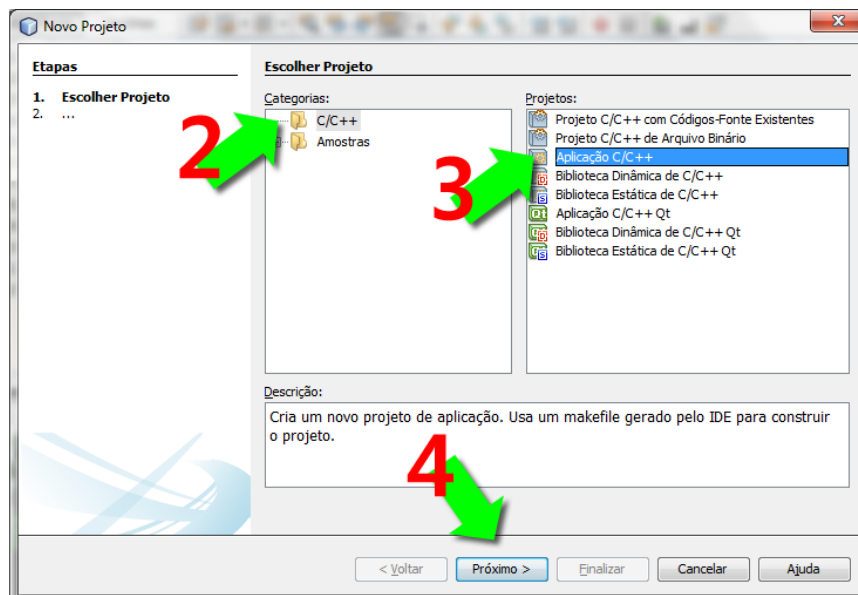 Novo Projeto
Etapas
1. Escolher Projeto
2. ...
Escolher Projeto
Categorias:
C/C++
Amostras
2
Projetos:
Projeto C/C++ com Códigos-Fonte Existentes
Projeto C/C++ de Arquivo Binário
Aplicação C/C++
Biblioteca Dinâmica de C/C++
Biblioteca Estática de C/C++
Aplicação C/C++ Qt
Biblioteca Dinâmica de C/C++ Qt
Biblioteca Estática de C/C++ Qt
3
Descrição:
Cria um novo projeto de aplicação. Usa um makefile gerado pelo IDE para construir
o projeto.
4
< Voltar
Próximo >
Finalizar
Cancelar
Ajuda